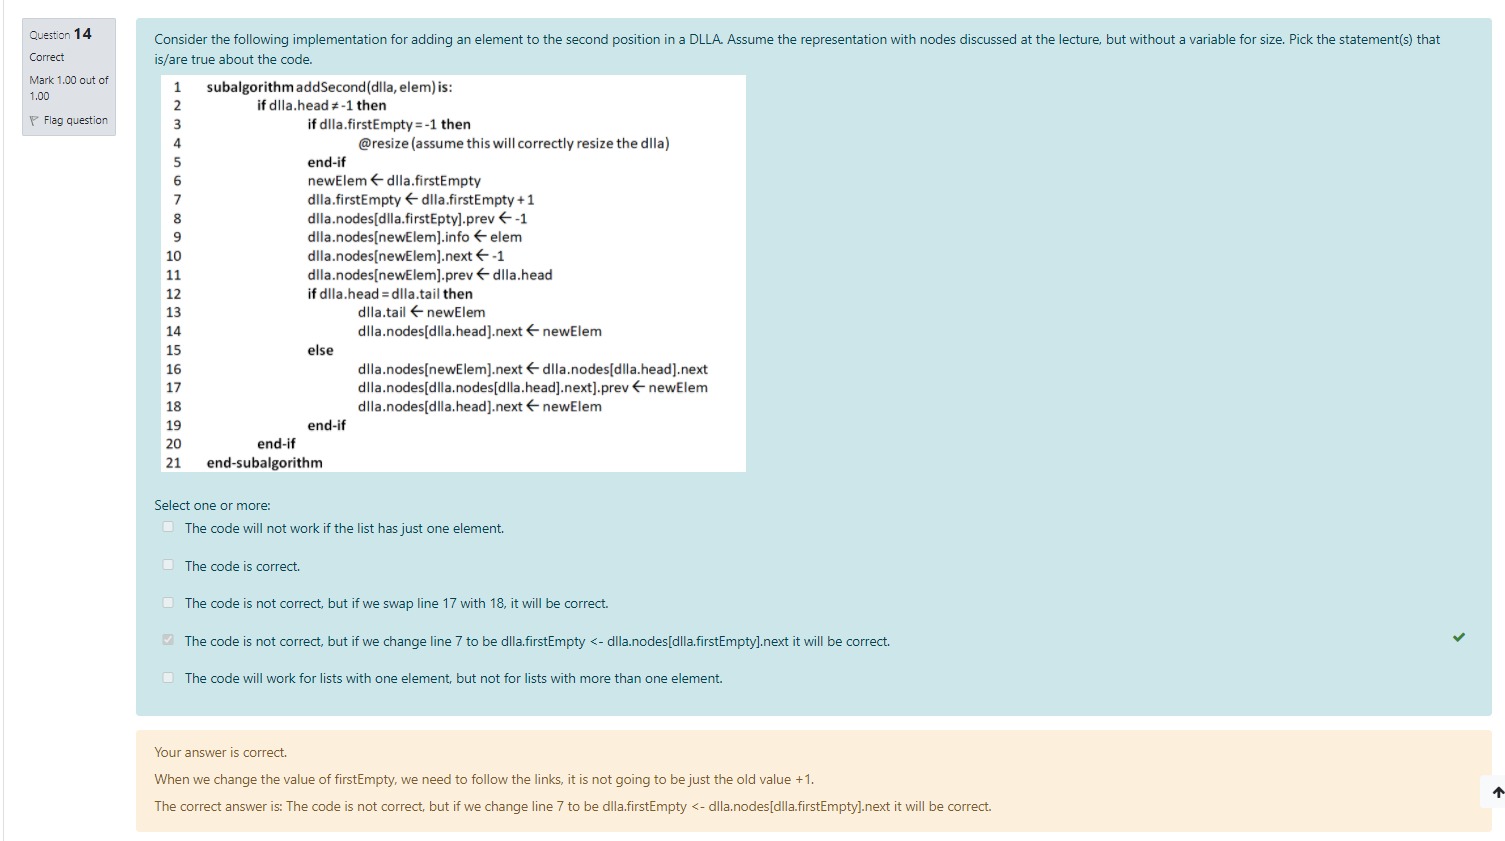 Question 14
Correct
Mark 1.00 out of
1.00
Flag question
Consider the following implementation for adding an element to the second position in a DLLA. Assume the representation with nodes discussed at the lecture, but without a variable for size. Pick the statement(s) that
is/are true about the code.
1 subalgorithm addSecond(dlla, elem) is:
2 if dlla.head ≠ -1 then
3 if dlla.firstEmpty = -1 then
4 @resize (assume this will correctly resize the dlla)
5 end-if
6 newElem ← dlla.firstEmpty
7 dlla.firstEmpty ← dlla.firstEmpty + 1
8 dlla.nodes[dlla.firstEpty].prev ← -1
9 dlla.nodes[newElem].info ← elem
10 dlla.nodes[newElem].next ← -1
11 dlla.nodes[newElem].prev ← dlla.head
12 if dlla.head = dlla.tail then
13 dlla.tail ← newElem
14 dlla.nodes[dlla.head].next ← newElem
15 else
16 dlla.nodes[newElem].next ← dlla.nodes[dlla.head].next
17 dlla.nodes[dlla.nodes[dlla.head].next].prev ← newElem
18 dlla.nodes[dlla.head].next ← newElem
19 end-if
20 end-if
21 end-subalgorithm
Select one or more:
The code will not work if the list has just one element.
The code is correct.
The code is not correct, but if we swap line 17 with 18, it will be correct.
The code is not correct, but if we change line 7 to be dlla.firstEmpty <- dlla.nodes[dlla.firstEmpty].next it will be correct.
The code will work for lists with one element, but not for lists with more than one element.
Your answer is correct.
When we change the value of firstEmpty, we need to follow the links, it is not going to be just the old value +1.
The correct answer is: The code is not correct, but if we change line 7 to be dlla.firstEmpty <- dlla.nodes[dlla.firstEmpty].next it will be correct.